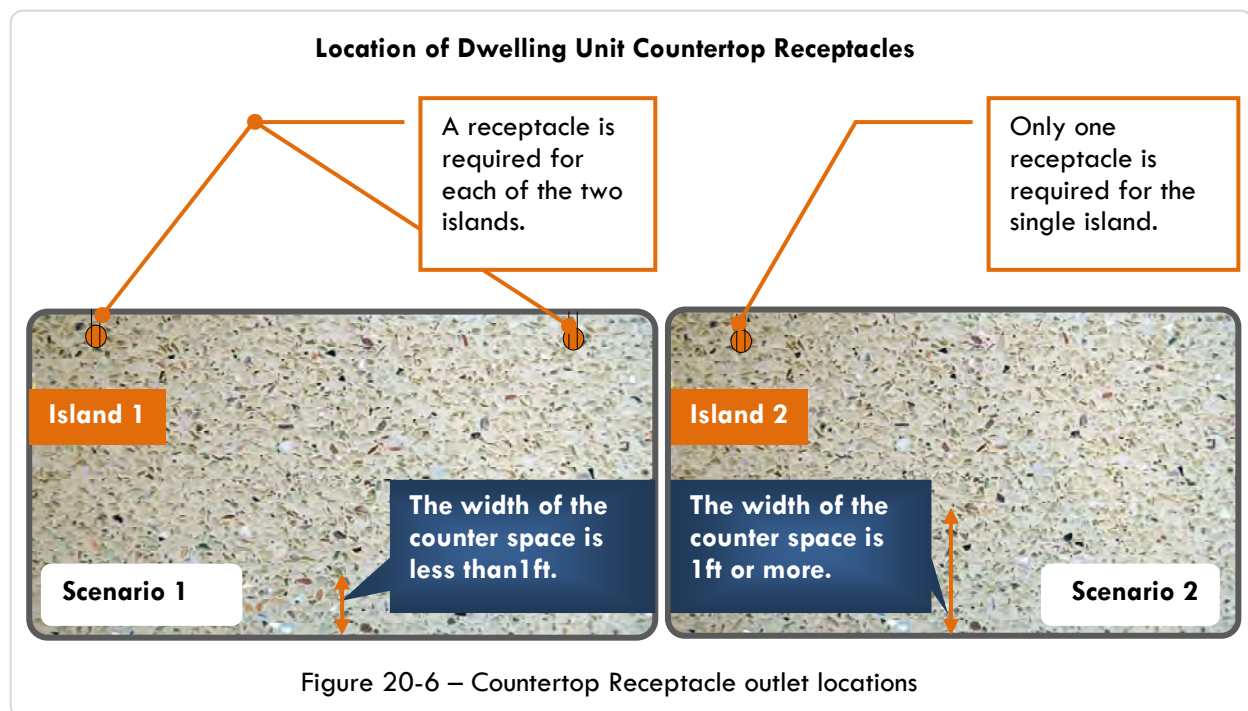 Location of Dwelling Unit Countertop Receptacles
A receptacle is
required for
each of the two
islands.
Only one
receptacle is
required for the
single island.
Island 1
Island 2
The width of the
counter space is
less than1ft.
The width of the
counter space is
1ft or more.
Scenario 1
Scenario 2
Figure 20-6 – Countertop Receptacle outlet locations